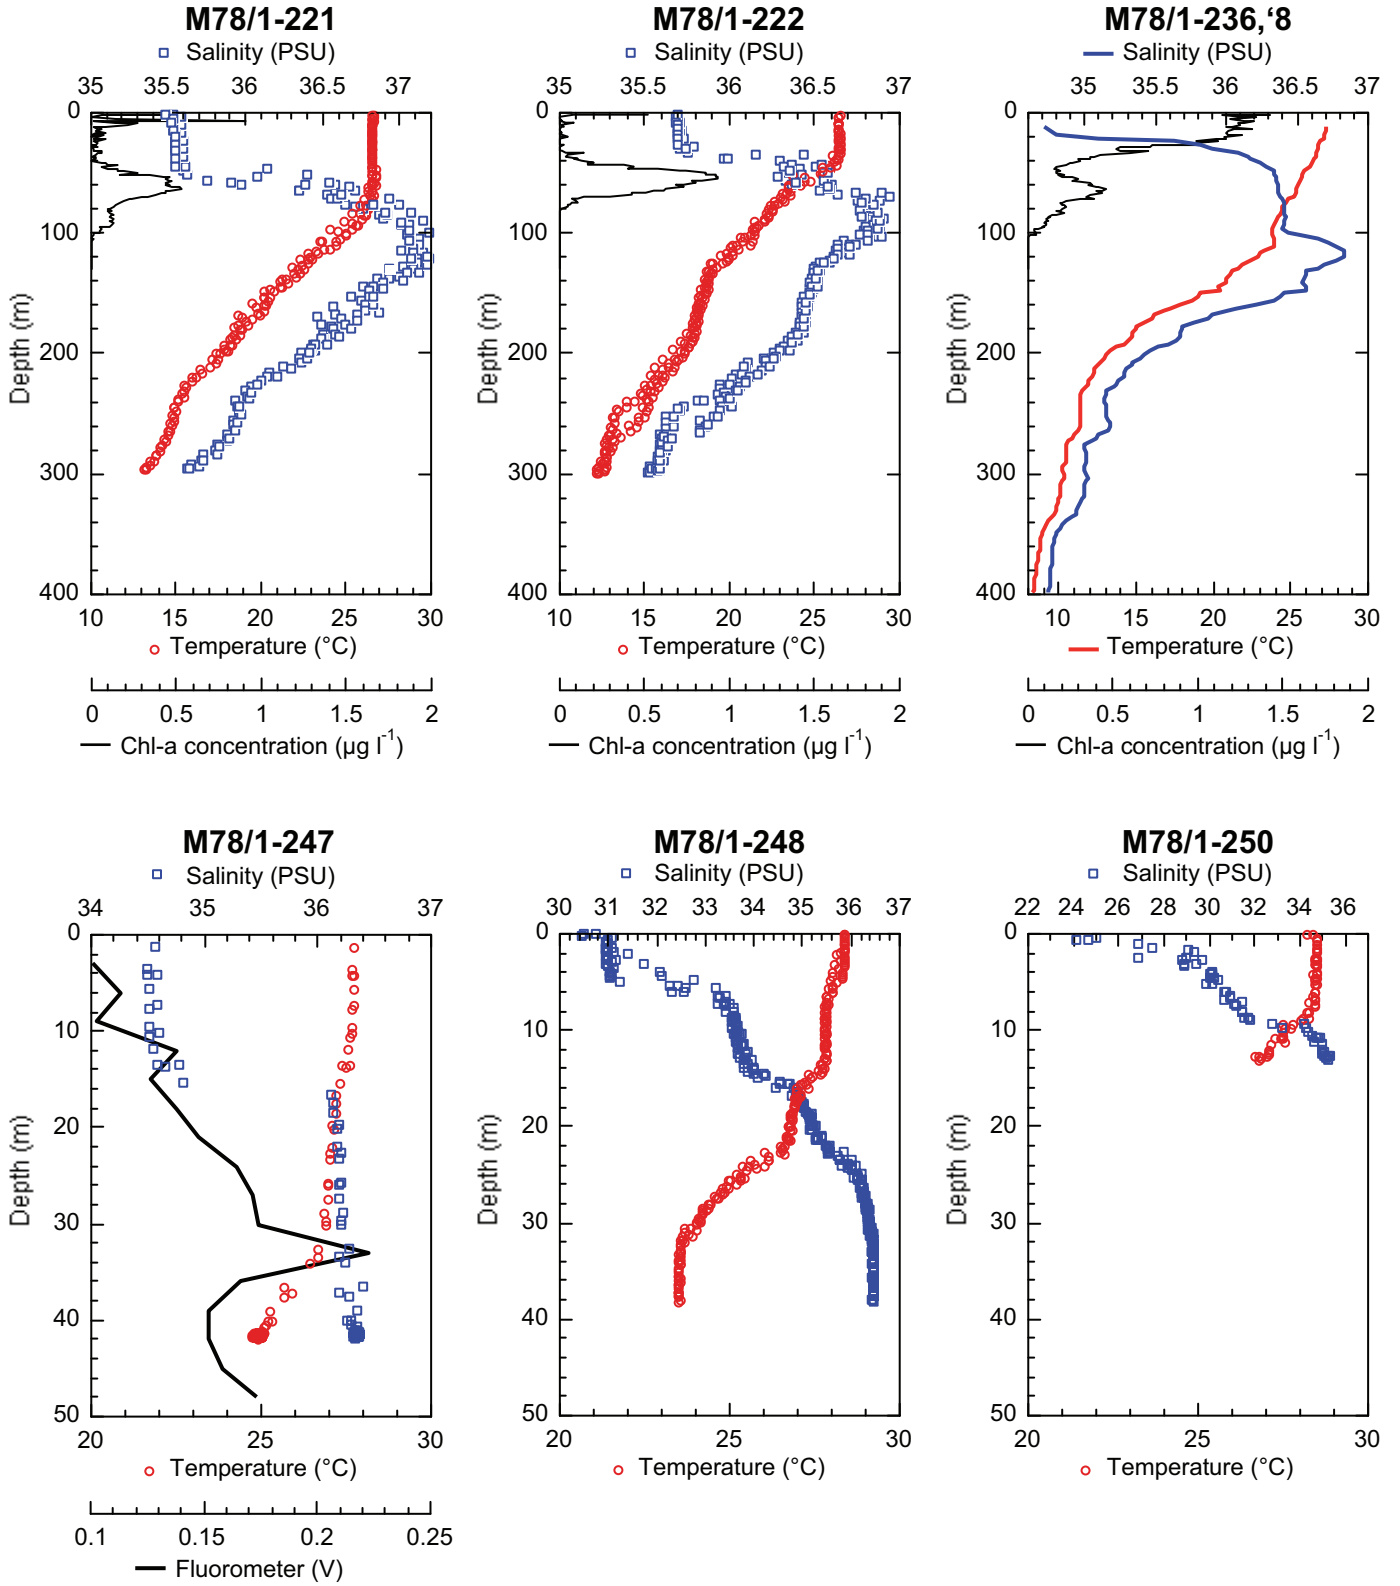 M78/1-221
Salinity (PSU)
35 35.5 36 36.5 37
0
100
200
300
400
Depth (m)
10 15 20 25 30
Temperature (°C)
0 0.5 1 1.5 2
Chl-a concentration (µg l-1)
M78/1-222
Salinity (PSU)
35 35.5 36 36.5 37
0
100
200
300
400
Depth (m)
10 15 20 25 30
Temperature (°C)
0 0.5 1 1.5 2
Chl-a concentration (µg l-1)
M78/1-236,‘8
Salinity (PSU)
35 35.5 36 36.5 37
0
100
200
300
400
Depth (m)
10 15 20 25 30
Temperature (°C)
0 0.5 1 1.5 2
Chl-a concentration (µg l-1)
M78/1-247
Salinity (PSU)
34 35 36 37
0
10
20
30
40
50
Depth (m)
20 25 30
Temperature (°C)
0.1 0.15 0.2 0.25
Fluorometer (V)
M78/1-248
Salinity (PSU)
30 31 32 33 34 35 36 37
0
10
20
30
40
50
Depth (m)
20 25 30
Temperature (°C)
M78/1-250
Salinity (PSU)
22 24 26 28 30 32 34 36
0
10
20
30
40
50
Depth (m)
20 25 30
Temperature (°C)